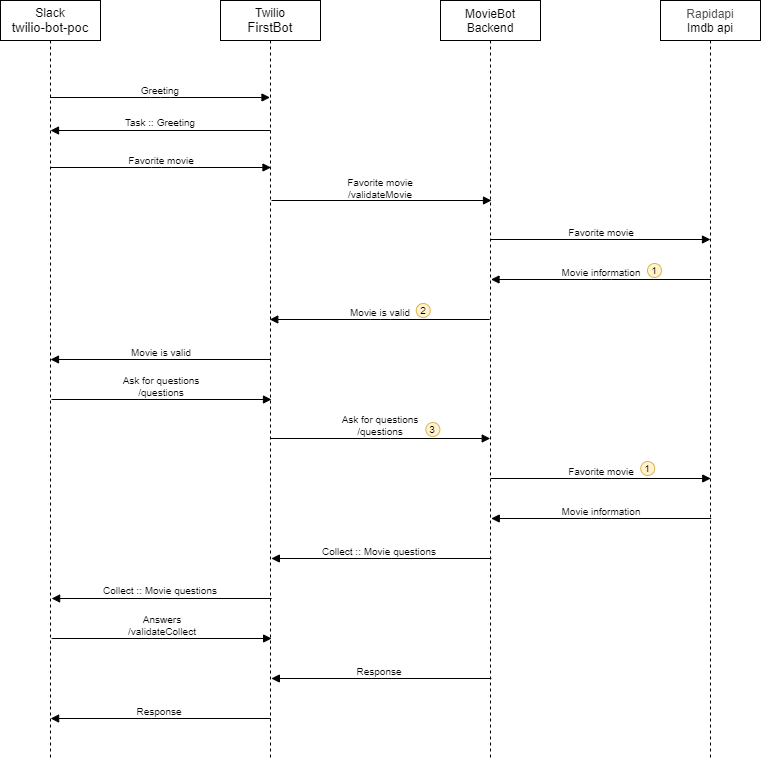 Slack
twilio-bot-poc
Twilio
FirstBot
MovieBot
Backend
Rapidapi
Imdb api
Greeting
Task :: Greeting
Favorite movie
Favorite movie
/validateMovie
Favorite movie
Movie information 1
Movie is valid 2
Movie is valid
Ask for questions
/questions
Ask for questions
/questions 3
Favorite movie 1
Movie information
Collect :: Movie questions
Collect :: Movie questions
Answers
/validateCollect
Response
Response